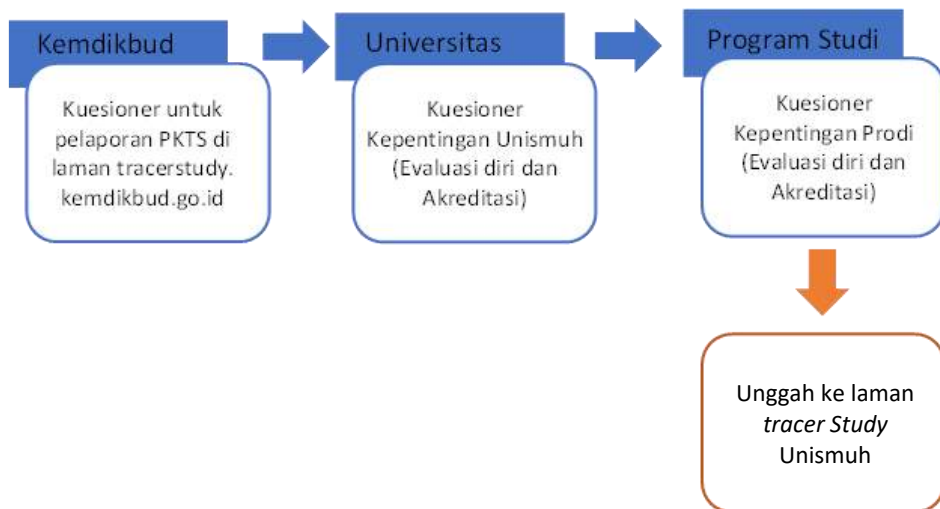 Kemdikbud
Kuesioner untuk
pelaporan PKTS di
laman tracerstudy.
kemdikbud.go.id
Universitas
Kuesioner
Kepentingan Unismuh
(Evaluasi diri dan
Akreditasi)
Program Studi
Kuesioner
Kepentingan Prodi
(Evaluasi diri dan
Akreditasi)
Unggah ke laman
tracer Study
Unismuh